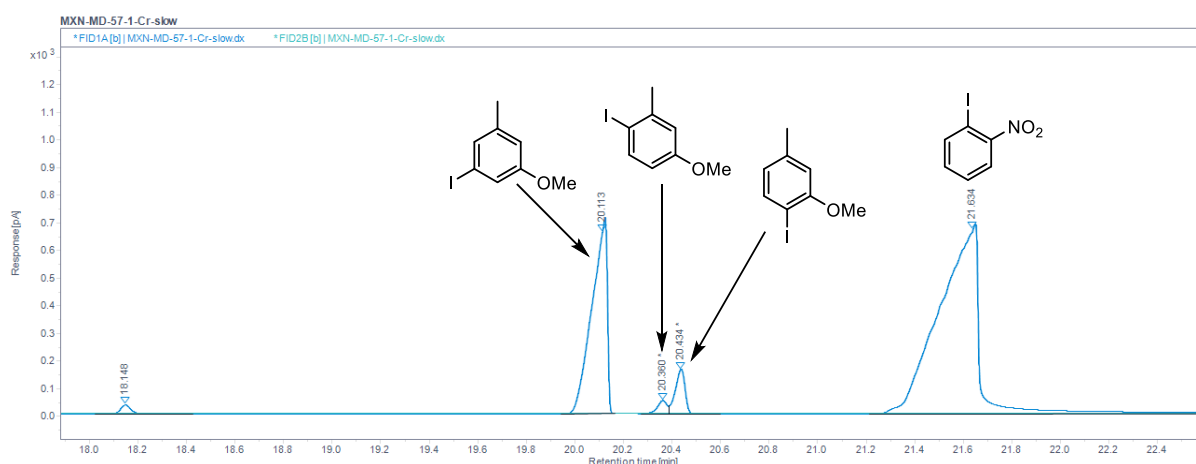 MXN-MD-57-1-Cr-slow
* FID1A [b] | MXN-MD-57-1-Cr-slow.dx * FID2B [b] | MXN-MD-57-1-Cr-slow.dx
x10 3
1.2
1.1
1.0
0.9
0.8
0.7
0.6
0.5
0.4
0.3
0.2
0.1
0.0
Response [pA]
I
OMe
I
OMe
OMe
I
I
NO2
18.148
20.113
20.360 *
20.434 *
21.634
18.0 18.2 18.4 18.6 18.8 19.0 19.2 19.4 19.6 19.8 20.0 20.2 20.4 20.6 20.8 21.0 21.2 21.4 21.6 21.8 22.0 22.2 22.4
Retention time [min]